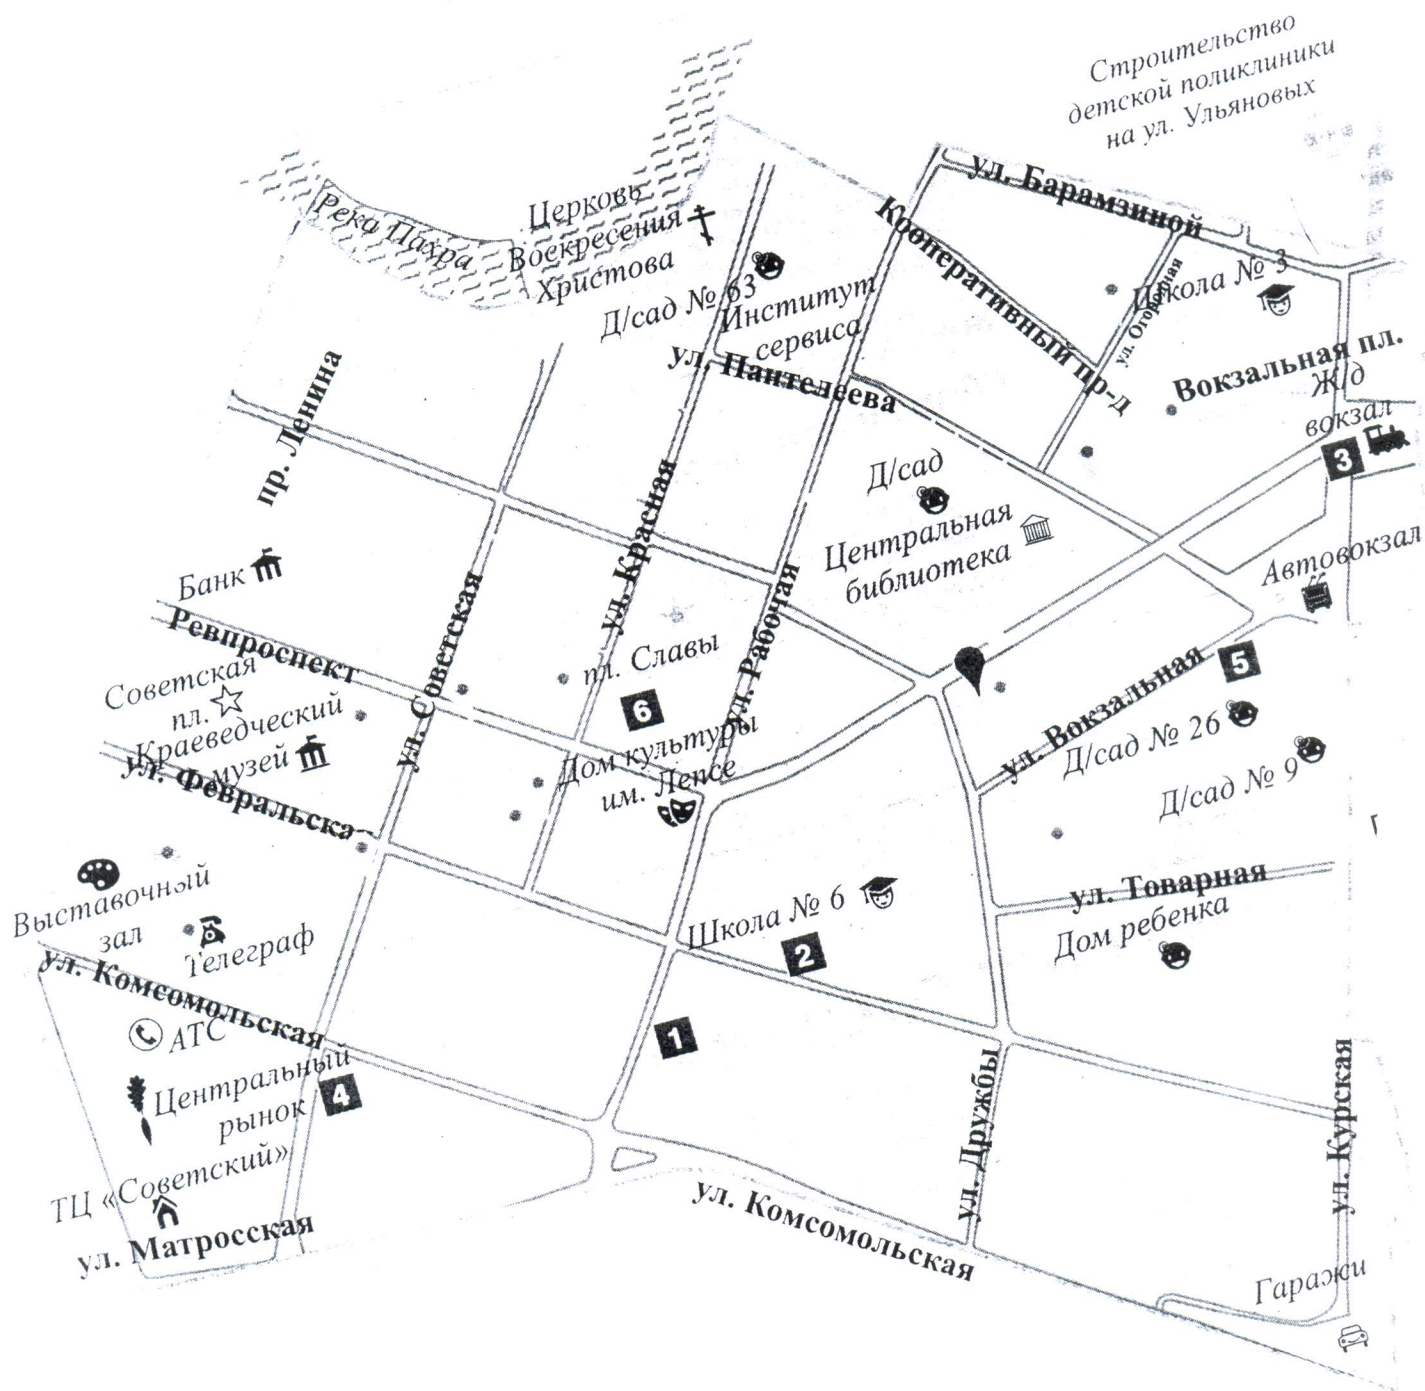 Строительство
детской поликлиники
на ул. Ульяновых
ул. Барамзиной
Река Пахра
Церковь
Воскресения
Христова
Кооперативный пр-д
Д/сад № 63
Институт
сервиса
ул. Огородная
Школа № 3
ул. Пантелеева
Вокзальная пл.
Ж/д
вокзал
3
пр. Ленина
ул. Красная
Д/сад
Центральная
библиотека
Автовокзал
Банк
Ревпроспект
ул. Советская
ул. Рабочая
пл. Славы
6
5
ул. Вокзальная
Советская
пл.
Краеведческий
музей
Дом культуры
им. Лепсе
Д/сад № 26
Д/сад № 9
ул. Февральска
Выставочный
зал
Телеграф
Школа № 6
2
ул. Товарная
Дом ребенка
ул. Комсомольская
АТС
1
Центральный
рынок
4
ул. Дружбы
ул. Курская
ТЦ «Советский»
ул. Матросская
ул. Комсомольская
Гаражи